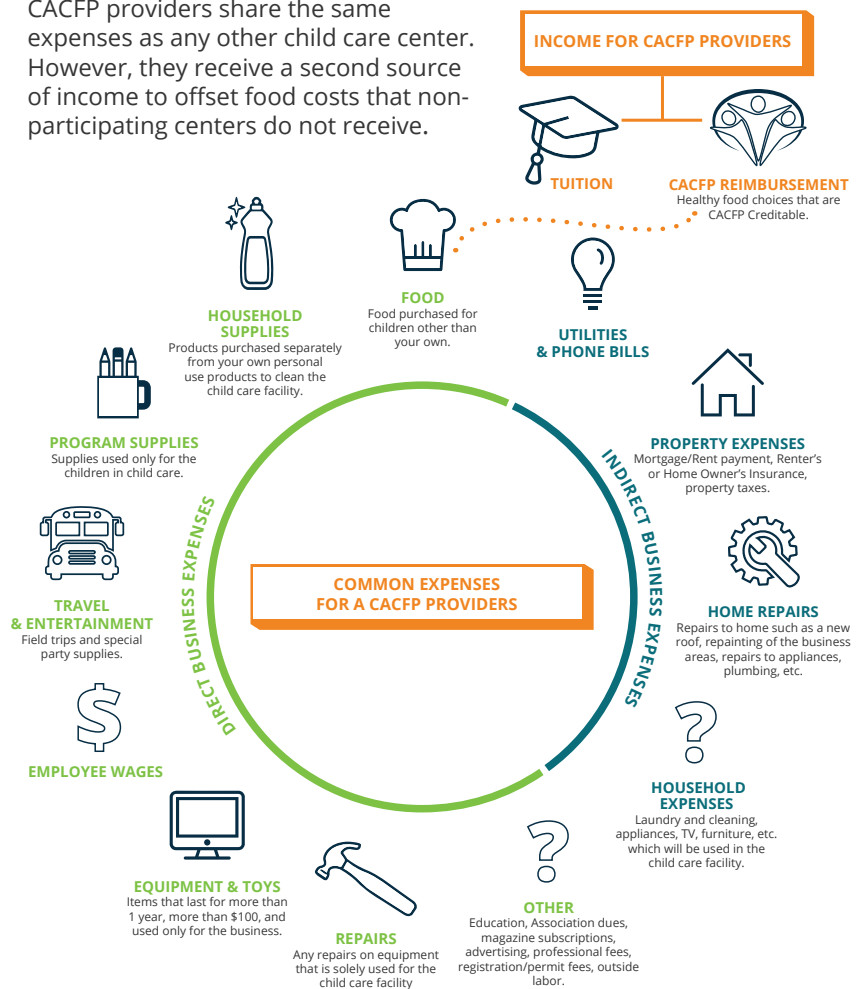 CACFP providers share the same
expenses as any other child care center.
However, they receive a second source
of income to offset food costs that non-
participating centers do not receive.
INCOME FOR CACFP PROVIDERS
TUITION
CACFP REIMBURSEMENT
Healthy food choices that are
CACFP Creditable.
FOOD
Food purchased for
children other than
your own.
HOUSEHOLD
SUPPLIES
Products purchased separately
from your own personal
use products to clean the
child care facility.
UTILITIES
& PHONE BILLS
PROGRAM SUPPLIES
Supplies used only for the
children in child care.
PROPERTY EXPENSES
Mortgage/Rent payment, Renter's
or Home Owner's Insurance,
property taxes.
DIRECT BUSINESS EXPENSES
INDIRECT BUSINESS EXPENSES
COMMON EXPENSES
FOR A CACFP PROVIDERS
TRAVEL
& ENTERTAINMENT
Field trips and special
party supplies.
HOME REPAIRS
Repairs to home such as a new
roof, repainting of the business
areas, repairs to appliances,
plumbing, etc.
$
EMPLOYEE WAGES
?
HOUSEHOLD
EXPENSES
Laundry and cleaning,
appliances, TV, furniture, etc.
which will be used in the
child care facility.
EQUIPMENT & TOYS
Items that last for more than
1 year, more than $100, and
used only for the business.
REPAIRS
Any repairs on equipment
that is solely used for the
child care facility
?
OTHER
Education, Association dues,
magazine subscriptions,
advertising, professional fees,
registration/permit fees, outside
labor.